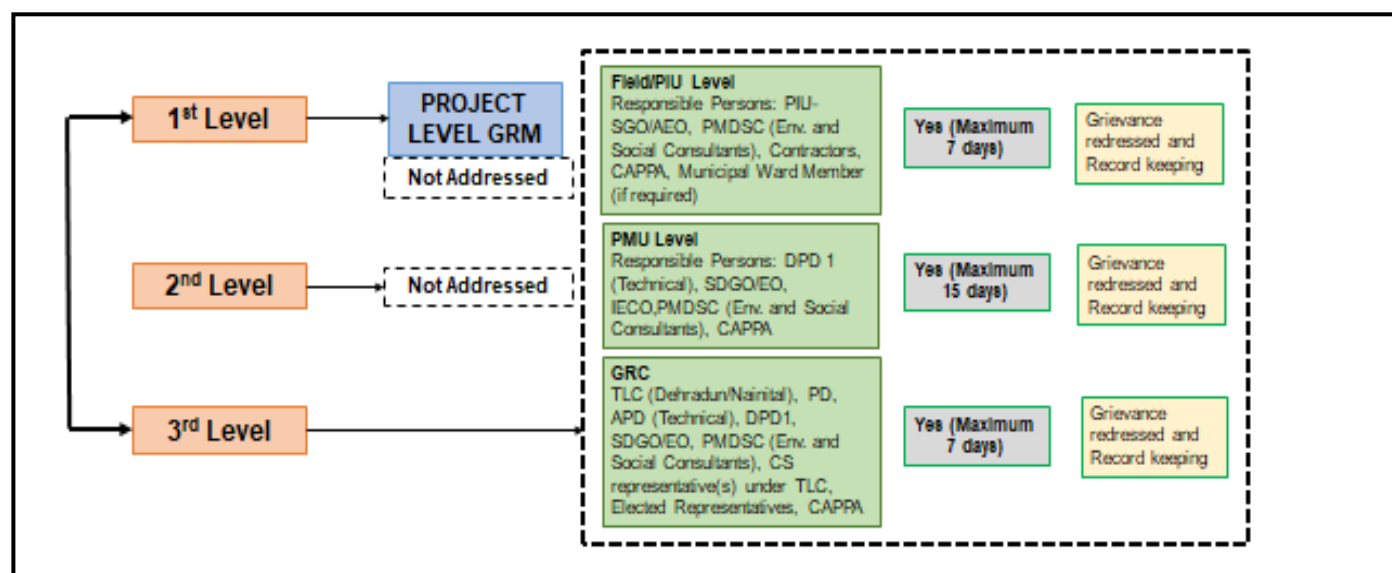 1st Level
PROJECT
LEVEL GRM
Not Addressed
Field/PIU Level
Responsible Persons: PIU-
SGO/AEO, PMDSC (Env. and
Social Consultants), Contractors,
CAPPA, Municipal Ward Member
(if required)
Yes (Maximum
7 days)
Grievance
redressed and
Record keeping
2nd Level
Not Addressed
PMU Level
Responsible Persons: DPD 1
(Technical), SDGO/EO,
IECO,PMDSC (Env. and Social
Consultants), CAPPA
Yes (Maximum
15 days)
Grievance
redressed and
Record keeping
3rd Level
GRC
TLC (Dehradun/Nainital), PD,
APD (Technical), DPD1,
SDGO/EO, PMDSC (Env. and
Social Consultants), CS
representative(s) under TLC,
Elected Representatives, CAPPA
Yes (Maximum
7 days)
Grievance
redressed and
Record keeping